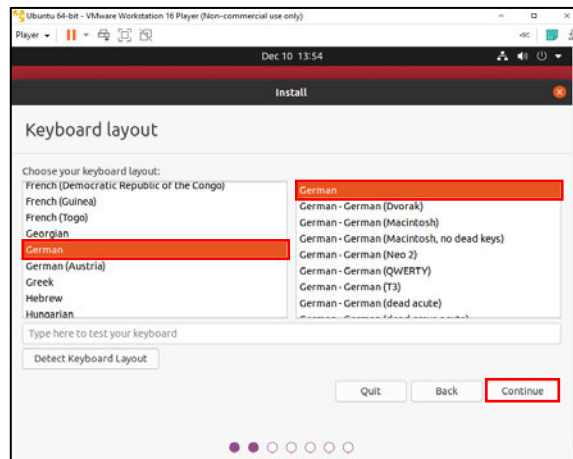 Ubuntu 64-bit - VMware Workstation 16 Player (Non-commercial use only)
Player
Dec 10 13:54
Install
Keyboard layout
Choose your keyboard layout:
French (Democratic Republic of the Congo)
French (Guinea)
French (Togo)
Georgian
German
German (Austria)
Greek
Hebrew
Hungarian
German
German - German (Dvorak)
German - German (Macintosh)
German - German (Macintosh, no dead keys)
German - German (Neo 2)
German - German (QWERTY)
German - German (T3)
German - German (dead acute)
Type here to test your keyboard
Detect Keyboard Layout
Quit Back Continue